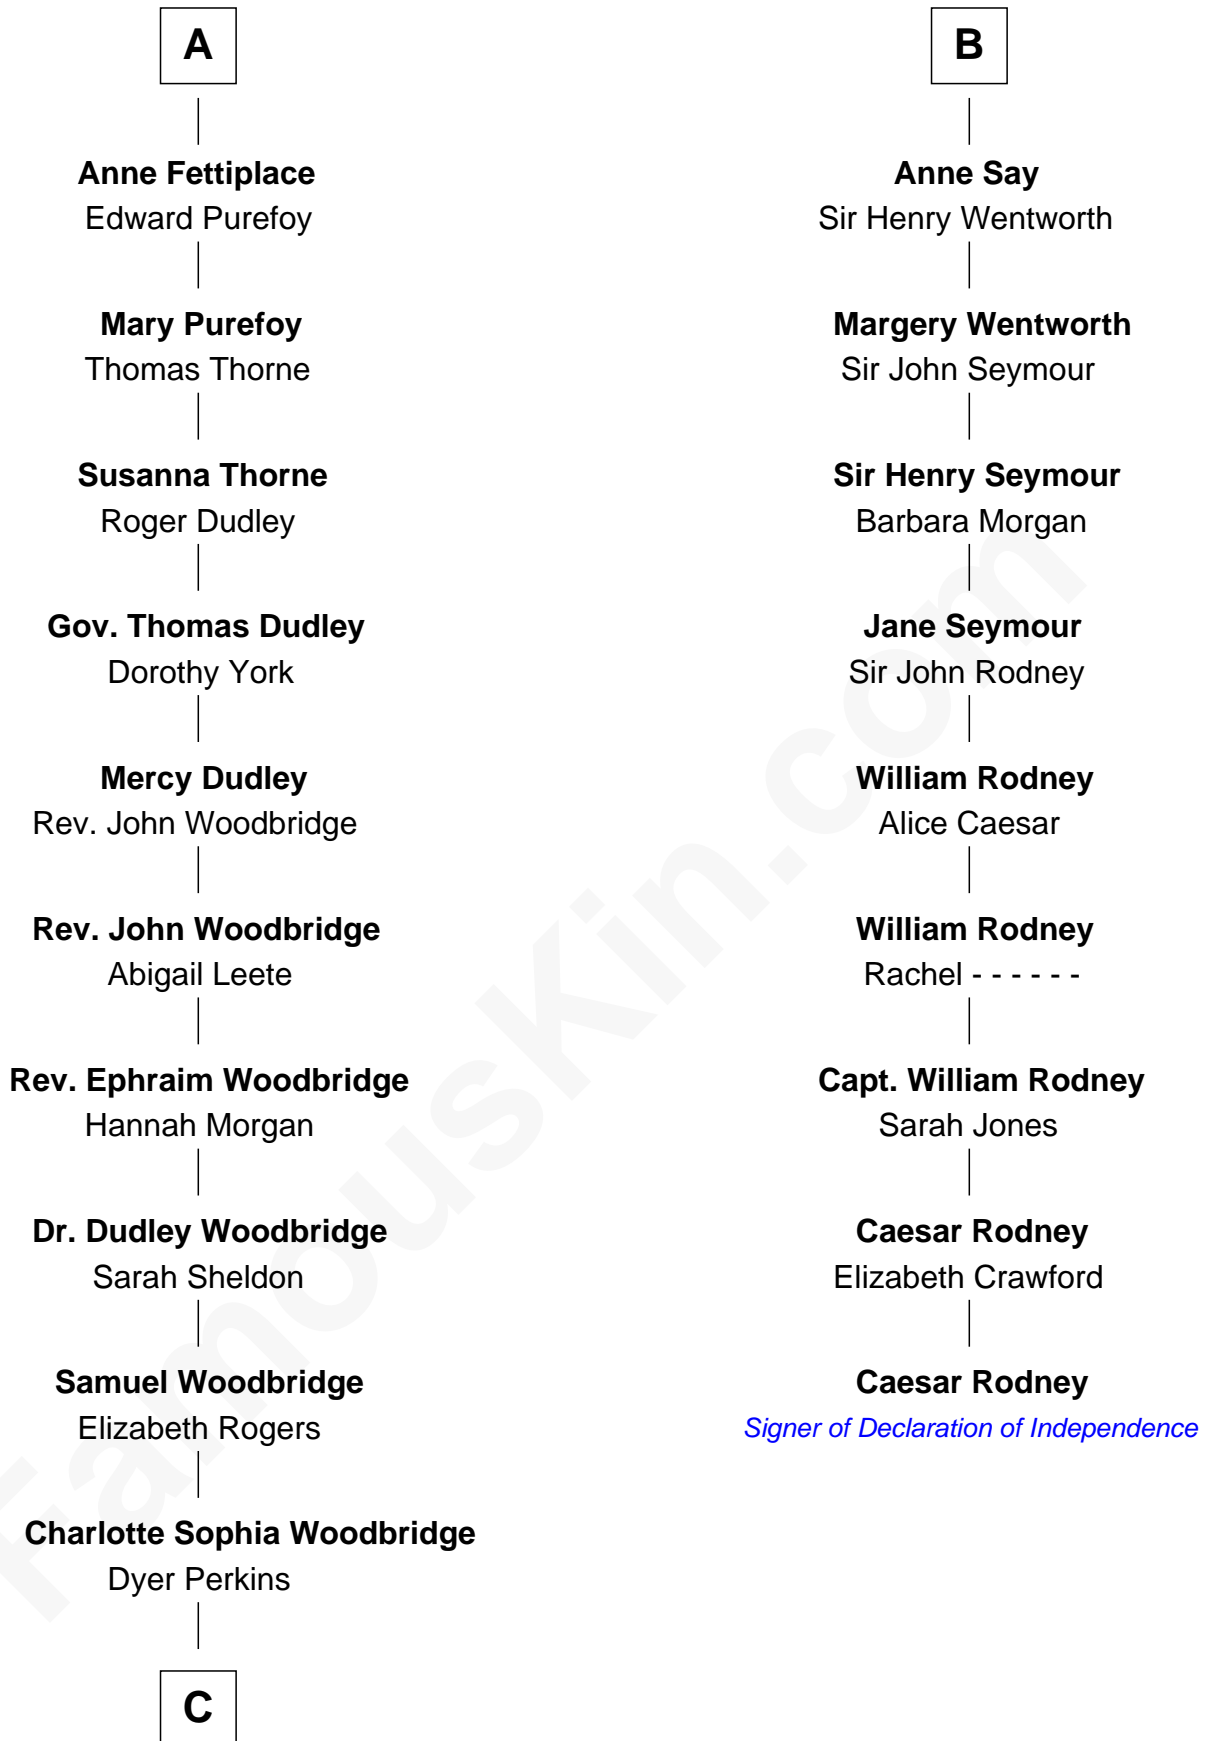 A
Anne Fettiplace
Edward Purefoy
Mary Purefoy
Thomas Thorne
Susanna Thorne
Roger Dudley
Gov. Thomas Dudley
Dorothy York
Mercy Dudley
Rev. John Woodbridge
Rev. John Woodbridge
Abigail Leete
Rev. Ephraim Woodbridge
Hannah Morgan
Dr. Dudley Woodbridge
Sarah Sheldon
Samuel Woodbridge
Elizabeth Rogers
Charlotte Sophia Woodbridge
Dyer Perkins
C
B
Anne Say
Sir Henry Wentworth
Margery Wentworth
Sir John Seymour
Sir Henry Seymour
Barbara Morgan
Jane Seymour
Sir John Rodney
William Rodney
Alice Caesar
William Rodney
Rachel - - - - - -
Capt. William Rodney
Sarah Jones
Caesar Rodney
Elizabeth Crawford
Caesar Rodney
Signer of Declaration of Independence
FamousKin.com